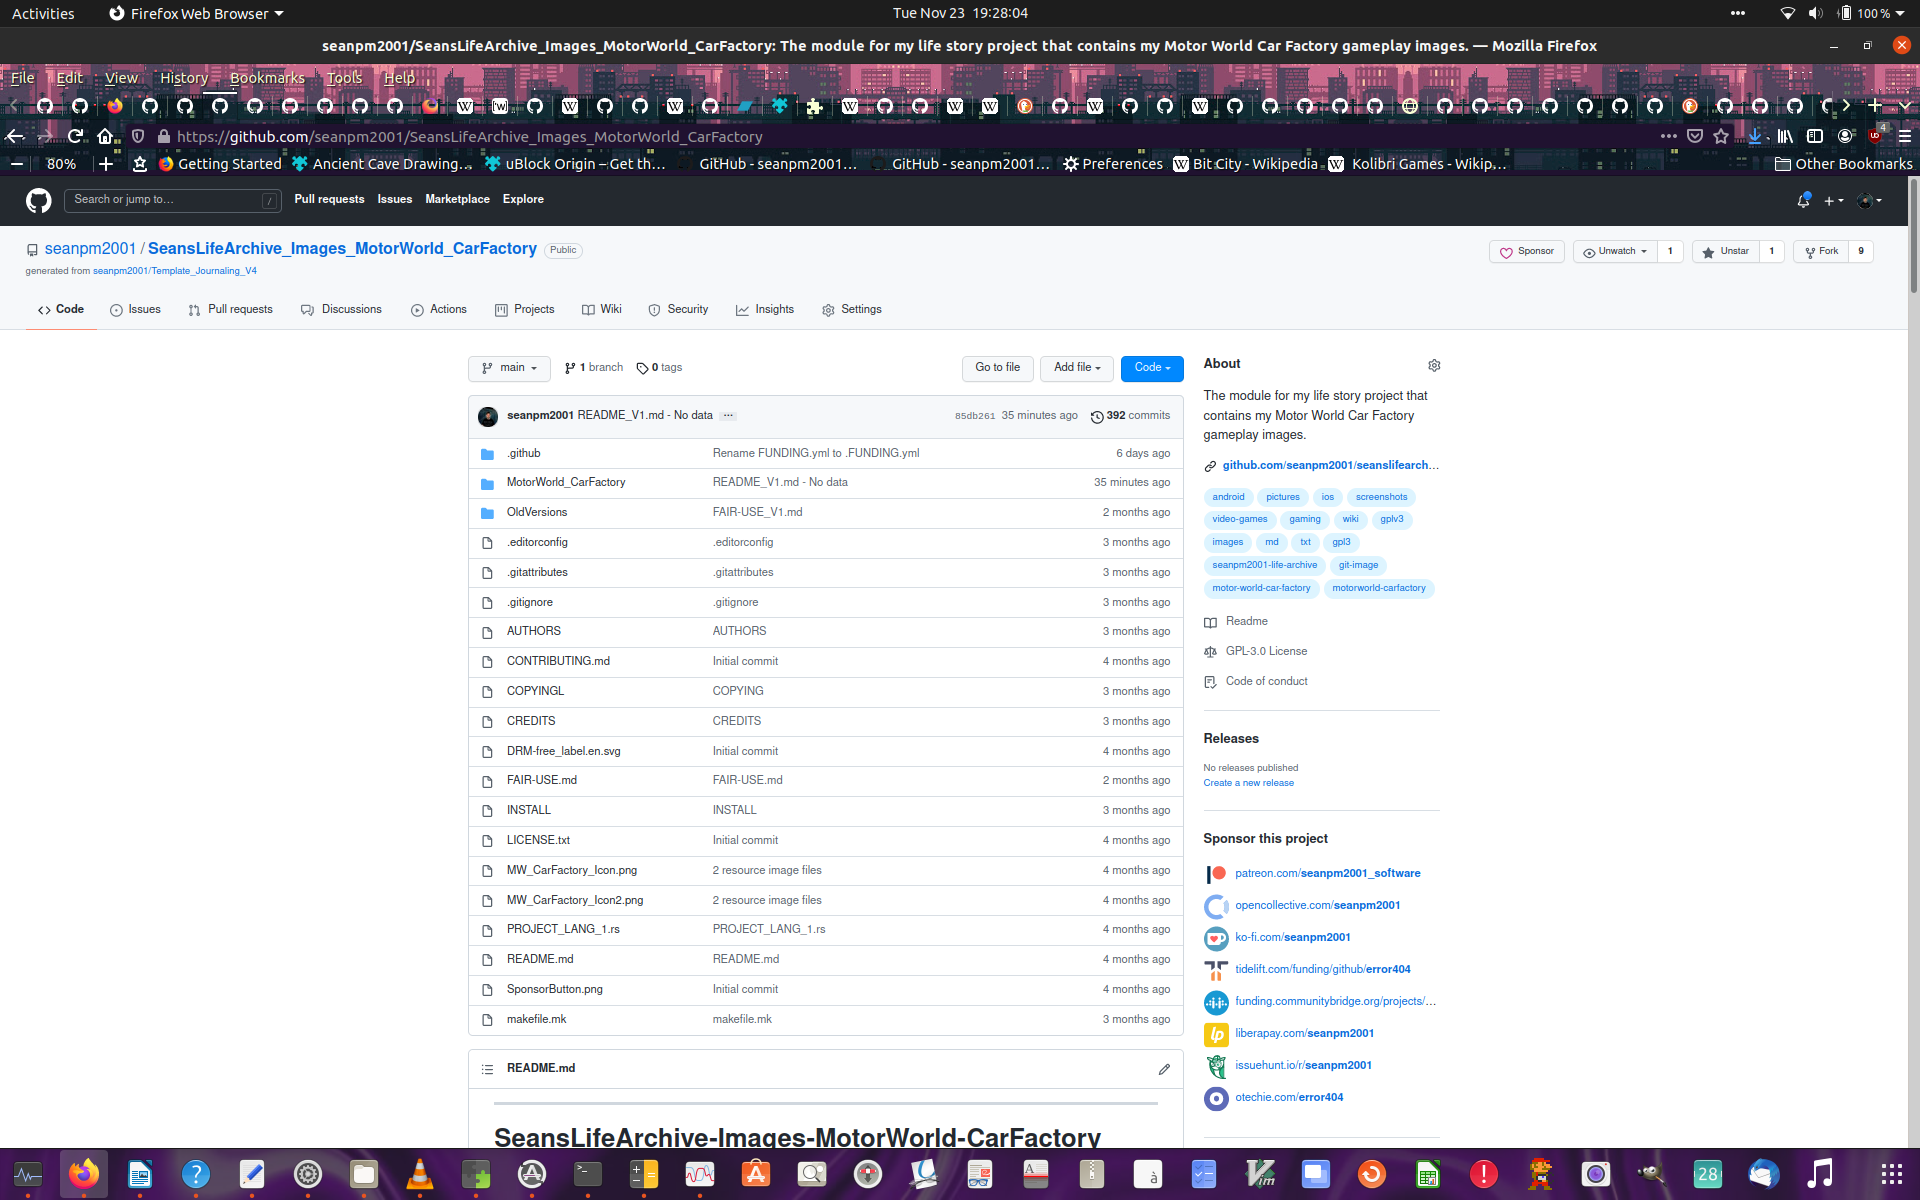 Activities Firefox Web Browser Tue Nov 23 19:28:04 100 %
seanpm2001/SeansLifeArchive_Images_MotorWorld_CarFactory: The module for my life story project that contains my Motor World Car Factory gameplay images. — Mozilla Firefox
File Edit View History Bookmarks Tools Help
https://github.com/seanpm2001/SeansLifeArchive_Images_MotorWorld_CarFactory 4
80% Getting Started Ancient Cave Drawing… uBlock Origin – Get th… GitHub - seanpm2001… GitHub - seanpm2001… Preferences Bit City - Wikipedia Kolibri Games - Wikip… Other Bookmarks
Search or jump to… / Pull requests Issues Marketplace Explore
seanpm2001 / SeansLifeArchive_Images_MotorWorld_CarFactory Public Sponsor Unwatch 1 Unstar 1 Fork 9
generated from seanpm2001/Template_Journaling_V4
Code Issues Pull requests Discussions Actions Projects Wiki Security Insights Settings
main 1 branch 0 tags Go to file Add file Code
seanpm2001 README_V1.md - No data ... 85db261 35 minutes ago 392 commits
.github Rename FUNDING.yml to .FUNDING.yml 6 days ago
MotorWorld_CarFactory README_V1.md - No data 35 minutes ago
OldVersions FAIR-USE_V1.md 2 months ago
.editorconfig .editorconfig 3 months ago
.gitattributes .gitattributes 3 months ago
.gitignore .gitignore 3 months ago
AUTHORS AUTHORS 3 months ago
CONTRIBUTING.md Initial commit 4 months ago
COPYINGL COPYING 3 months ago
CREDITS CREDITS 3 months ago
DRM-free_label.en.svg Initial commit 4 months ago
FAIR-USE.md FAIR-USE.md 2 months ago
INSTALL INSTALL 3 months ago
LICENSE.txt Initial commit 4 months ago
MW_CarFactory_Icon.png 2 resource image files 4 months ago
MW_CarFactory_Icon2.png 2 resource image files 4 months ago
PROJECT_LANG_1.rs PROJECT_LANG_1.rs 4 months ago
README.md README.md 4 months ago
SponsorButton.png Initial commit 4 months ago
makefile.mk makefile.mk 3 months ago
README.md
SeansLifeArchive-Images-MotorWorld-CarFactory
About
The module for my life story project that
contains my Motor World Car Factory
gameplay images.
github.com/seanpm2001/seanslifearch…
android pictures ios screenshots
video-games gaming wiki gplv3
images md txt gpl3
seanpm2001-life-archive git-image
motor-world-car-factory motorworld-carfactory
Readme
GPL-3.0 License
Code of conduct
Releases
No releases published
Create a new release
Sponsor this project
patreon.com/seanpm2001_software
opencollective.com/seanpm2001
ko-fi.com/seanpm2001
tidelift.com/funding/github/error404
funding.communitybridge.org/projects/…
liberapay.com/seanpm2001
issuehunt.io/r/seanpm2001
otechie.com/error404
28